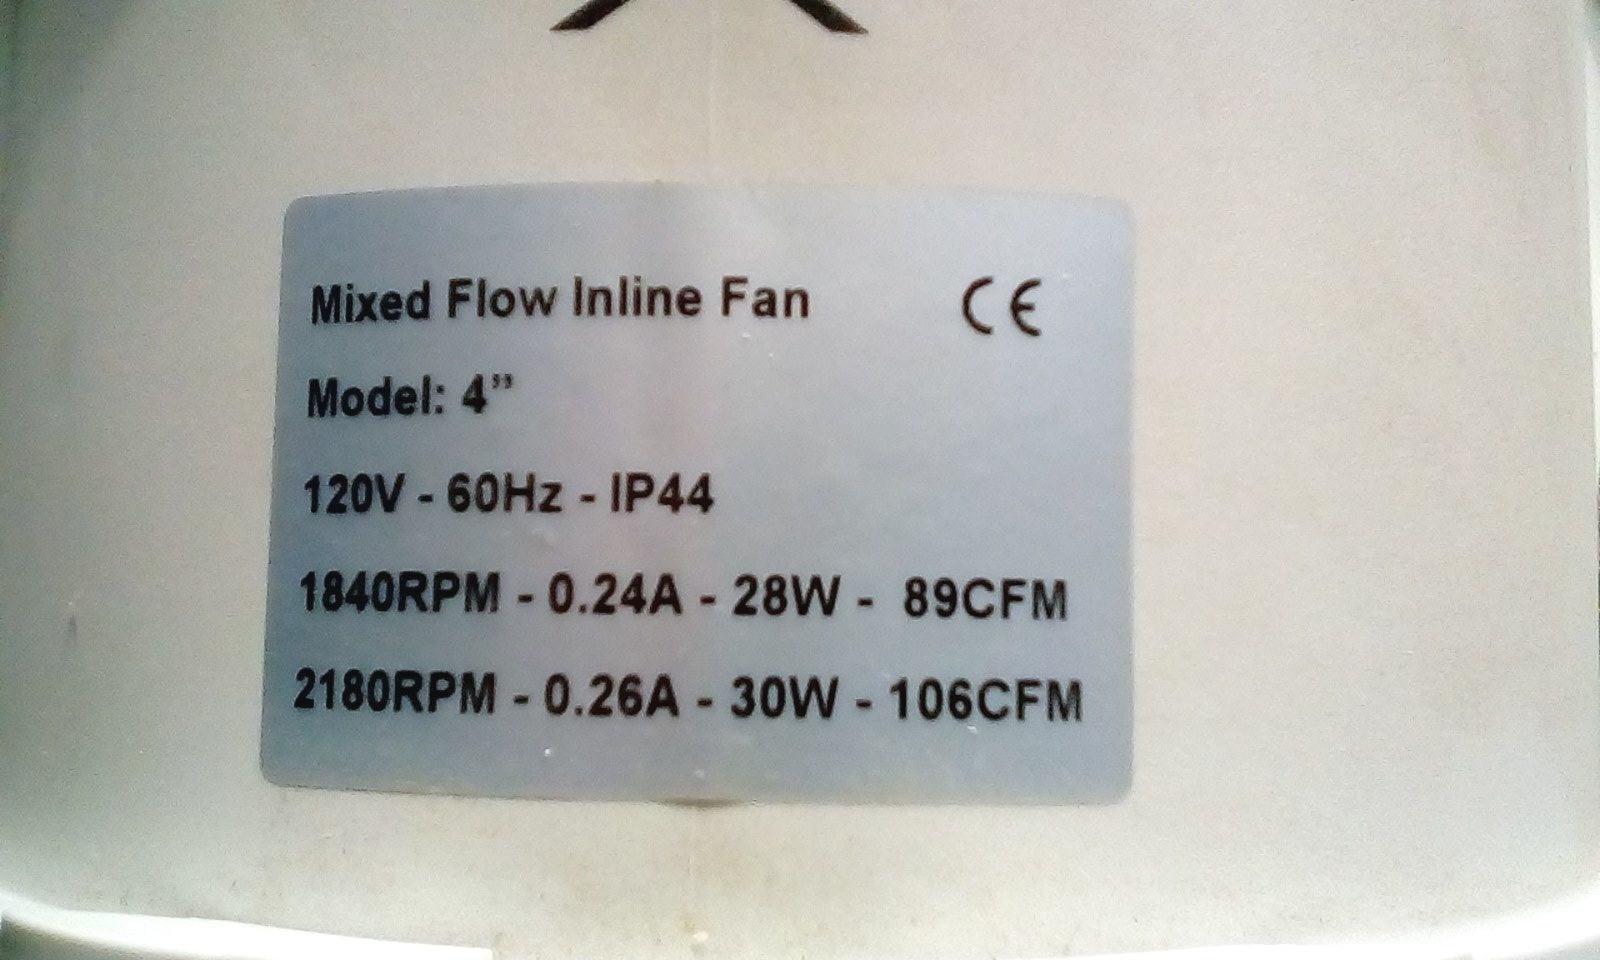 Mixed Flow Inline Fan CE
Model: 4”
120V - 60Hz - IP44
1840RPM - 0.24A - 28W - 89CFM
2180RPM - 0.26A - 30W - 106CFM